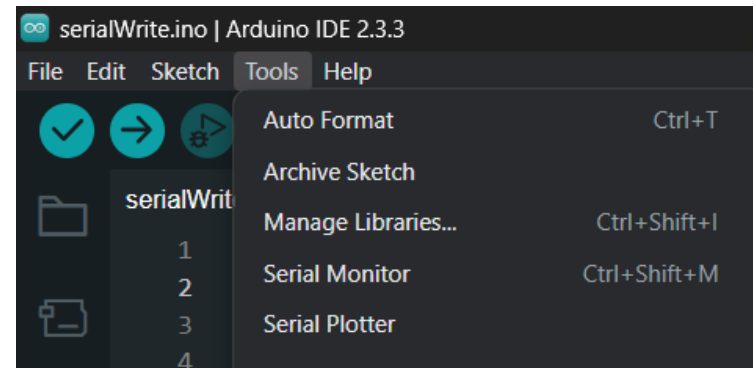 serialWrite.ino | Arduino IDE 2.3.3
File Edit Sketch Tools Help
Auto Format Ctrl+T
Archive Sketch
serialWrit
Manage Libraries... Ctrl+Shift+I
1
2
Serial Monitor Ctrl+Shift+M
3
Serial Plotter
4